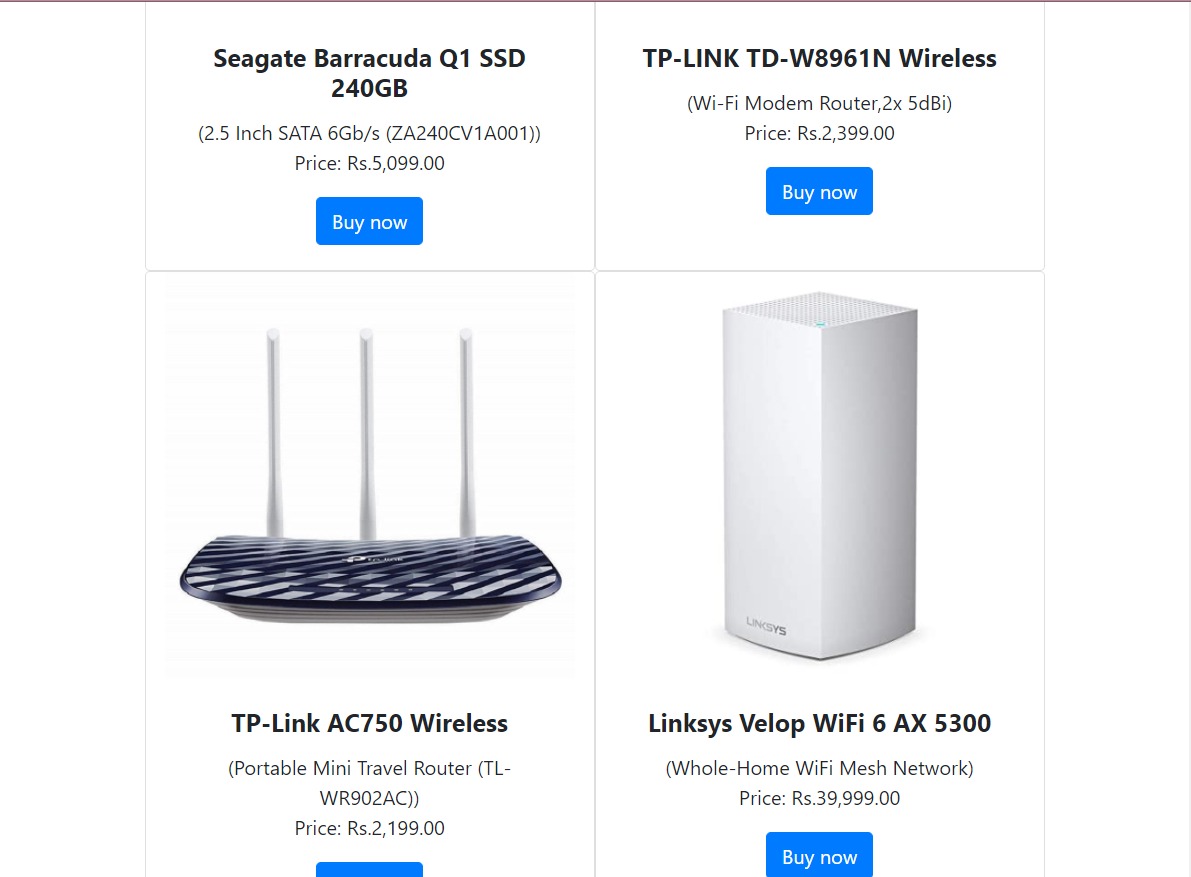 Seagate Barracuda Q1 SSD
240GB
(2.5 Inch SATA 6Gb/s (ZA240CV1A001))
Price: Rs.5,099.00
Buy now
TP-LINK TD-W8961N Wireless
(Wi-Fi Modem Router,2x 5dBi)
Price: Rs.2,399.00
Buy now
tp-link
TP-Link AC750 Wireless
(Portable Mini Travel Router (TL-
WR902AC))
Price: Rs.2,199.00
LINKSYS
Linksys Velop WiFi 6 AX 5300
(Whole-Home WiFi Mesh Network)
Price: Rs.39,999.00
Buy now